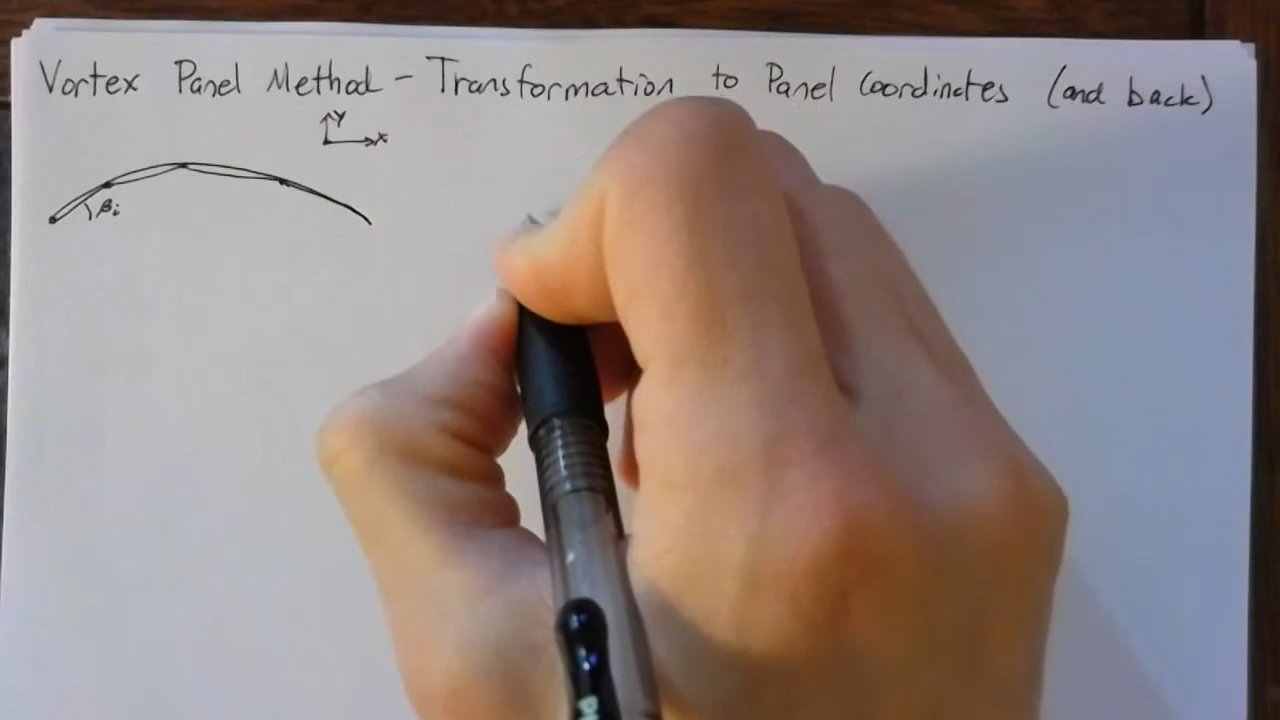 Vortex Panel Method - Transformation to Panel Coordinates (and back)
Y
X
βi